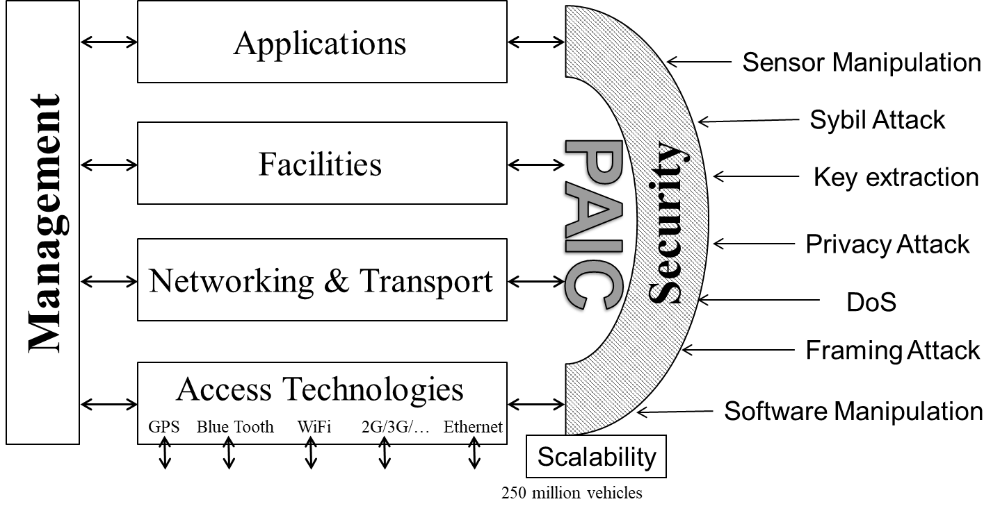 Management
Applications
Facilities
Networking & Transport
Access Technologies
GPS Blue Tooth WiFi 2G/3G/… Ethernet
PAIC
Security
Sensor Manipulation
Sybil Attack
Key extraction
Privacy Attack
DoS
Framing Attack
Software Manipulation
Scalability
250 million vehicles